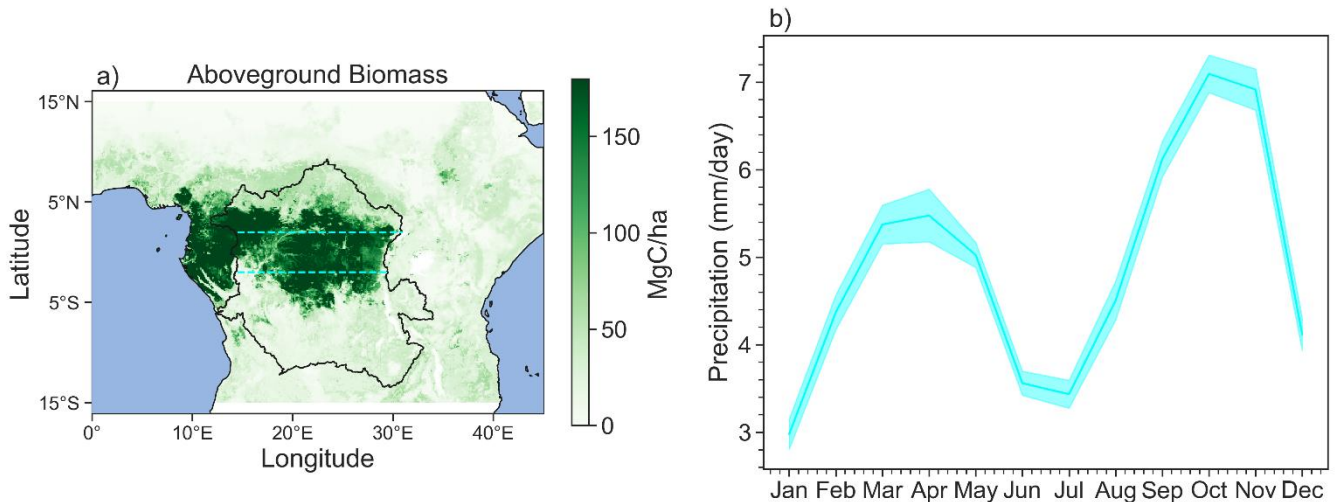 a)
Aboveground Biomass
15°N
5°N
5°S
15°S
Latitude
0°
10°E
20°E
30°E
40°E
Longitude
150
100
50
0
MgC/ha
b)
7
6
5
4
3
Precipitation (mm/day)
Jan Feb Mar Apr May Jun Jul Aug Sep Oct Nov Dec